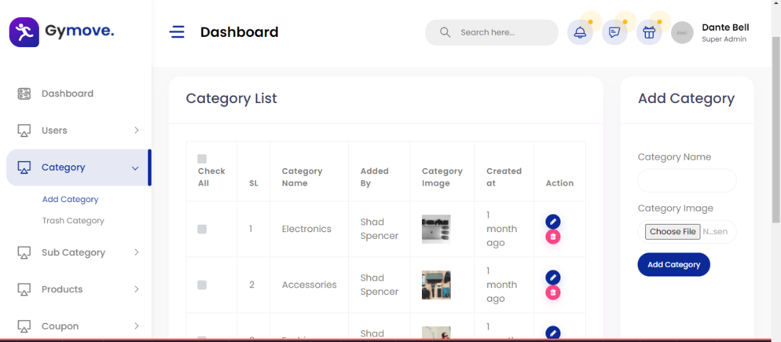 Gymove.
Dashboard
Search here...
Dante Bell
Super Admin
Dashboard
Users
Category
Add Category
Trash Category
Sub Category
Products
Coupon
Category List
Check All
SL
Category Name
Added By
Category Image
Created at
Action
1
Electronics
Shad Spencer
1 month ago
2
Accessories
Shad Spencer
1 month ago
Shad
1
Add Category
Category Name
Category Image
Choose File N...sen
Add Category